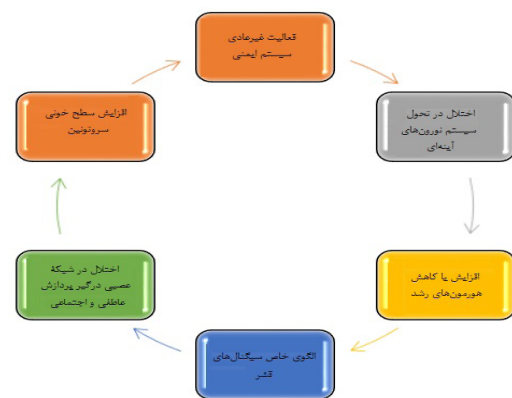 فعالیت غیرعادی
سیستم ایمنی
اختلال در تحول
سیستم نورون‌های
آینه‌ای
افزایش یا کاهش
هورمون‌های رشد
الگوی خاص سیگنال‌های
قشر
اختلال در شبکهٔ
عصبی درگیر پردازش
عاطفی و اجتماعی
افزایش سطح خونی
سروتونین